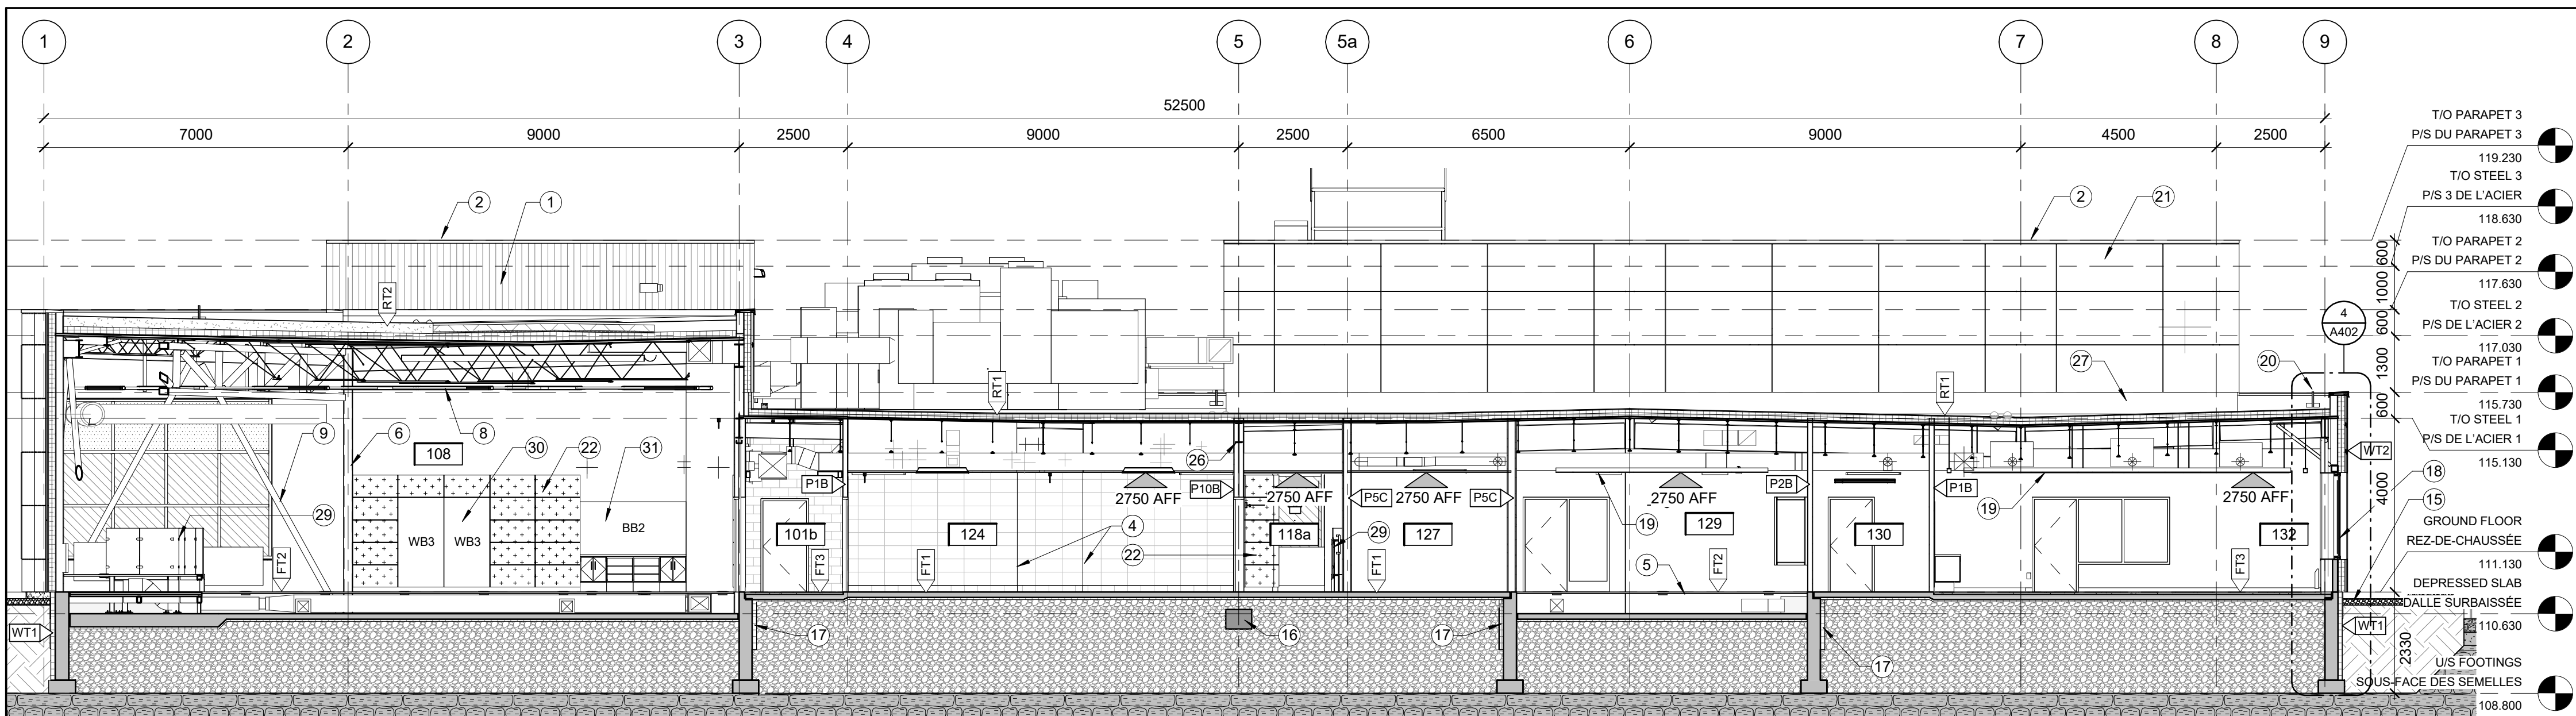 1 2 3 4 5 5a 6 7 8 9
52500
7000 9000 2500 9000 2500 6500 9000 4500 2500
T/O PARAPET 3
P/S DU PARAPET 3
119.230
T/O STEEL 3
P/S 3 DE L'ACIER
118.630
T/O PARAPET 2
P/S DU PARAPET 2
117.630
T/O STEEL 2
P/S DE L'ACIER 2
117.030
T/O PARAPET 1
P/S DU PARAPET 1
115.730
T/O STEEL 1
P/S DE L'ACIER 1
115.130
GROUND FLOOR
REZ-DE-CHAUSSÉE
111.130
DEPRESSED SLAB
DALLE SURBAISSÉE
110.630
U/S FOOTINGS
SOUS-FACE DES SEMELLES
108.800
600
1000
600
1300
600
4000
2330
2 1 2 21
RT2
4
A402
RT1 RT1 27 20
9 6 108 8 30 22 31
26
WT2
18
15
P1B P10B P5C P5C P2B P1B
2750 AFF 2750 AFF 2750 AFF 2750 AFF 2750 AFF
29 WB3 WB3 BB2
101b 124 4 118a 29 127 19 129 130 19 132
22
FT2 FT3 FT1 FT1 5 FT2 FT3
WT1 17 16 17 17 WT1